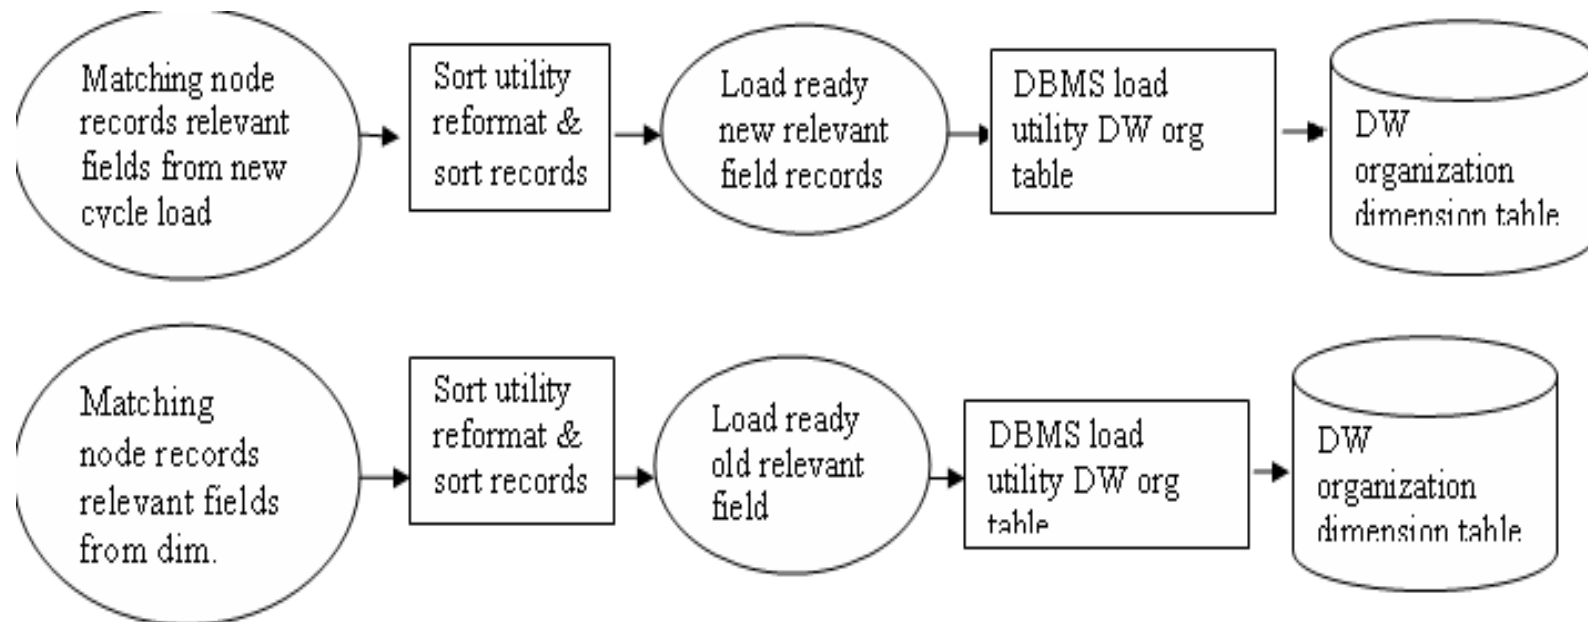 Matching node
records relevant
fields from new
cycle load
Sort utility
reformat &
sort records
Load ready
new relevant
field records
DBMS load
utility DW org
table
DW
organization
dimension table
Matching
node records
relevant fields
from dim.
Sort utility
reformat &
sort records
Load ready
old relevant
field
DBMS load
utility DW org
table
DW
organization
dimension table